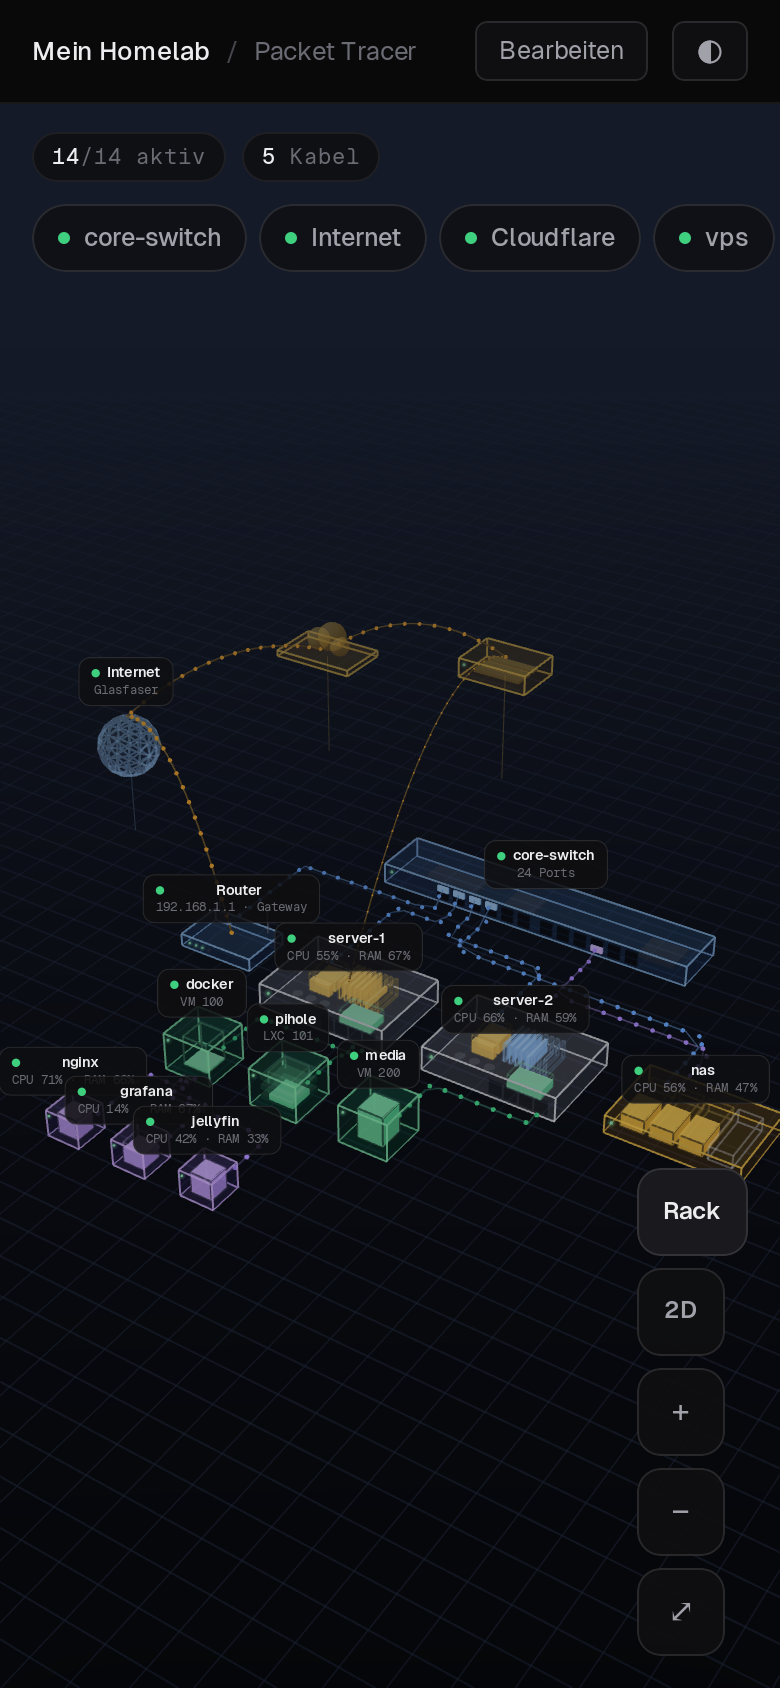 Mein Homelab / Packet Tracer
Bearbeiten
14/14 aktiv
5 Kabel
core-switch
Internet
Cloudflare
vps
Internet
Glasfaser
core-switch
24 Ports
Router
192.168.1.1 · Gateway
server-1
CPU 55% · RAM 67%
docker
VM 100
server-2
CPU 66% · RAM 59%
pihole
LXC 101
media
VM 200
nginx
CPU 71%
nas
CPU 56% · RAM 47%
grafana
CPU 14%
jellyfin
CPU 42% · RAM 33%
Rack
2D
+
−